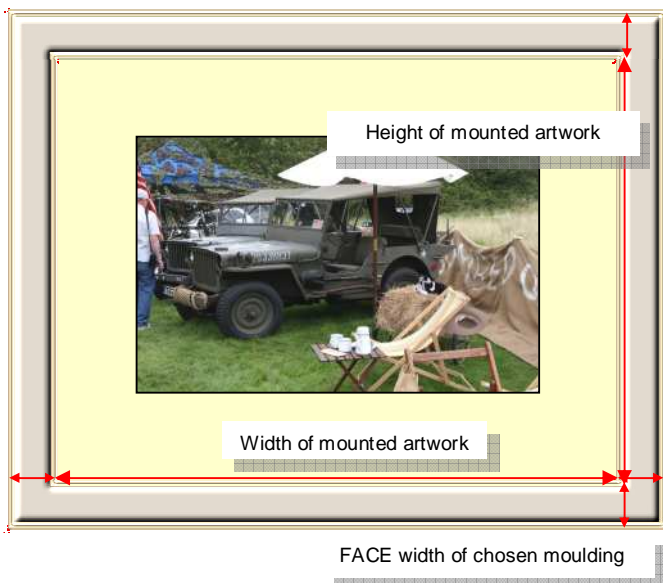 Height of mounted artwork
Width of mounted artwork
FACE width of chosen moulding